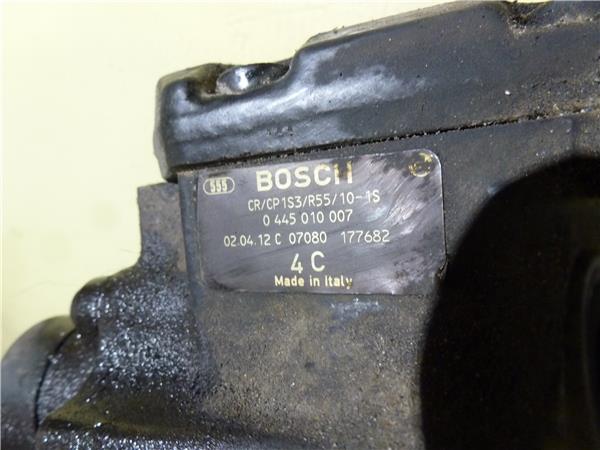 555 BOSCH
CR/CP1S3/R55/10-1S
0 445 010 007
02.04.12 C 07080 177682
4 C
Made in Italy